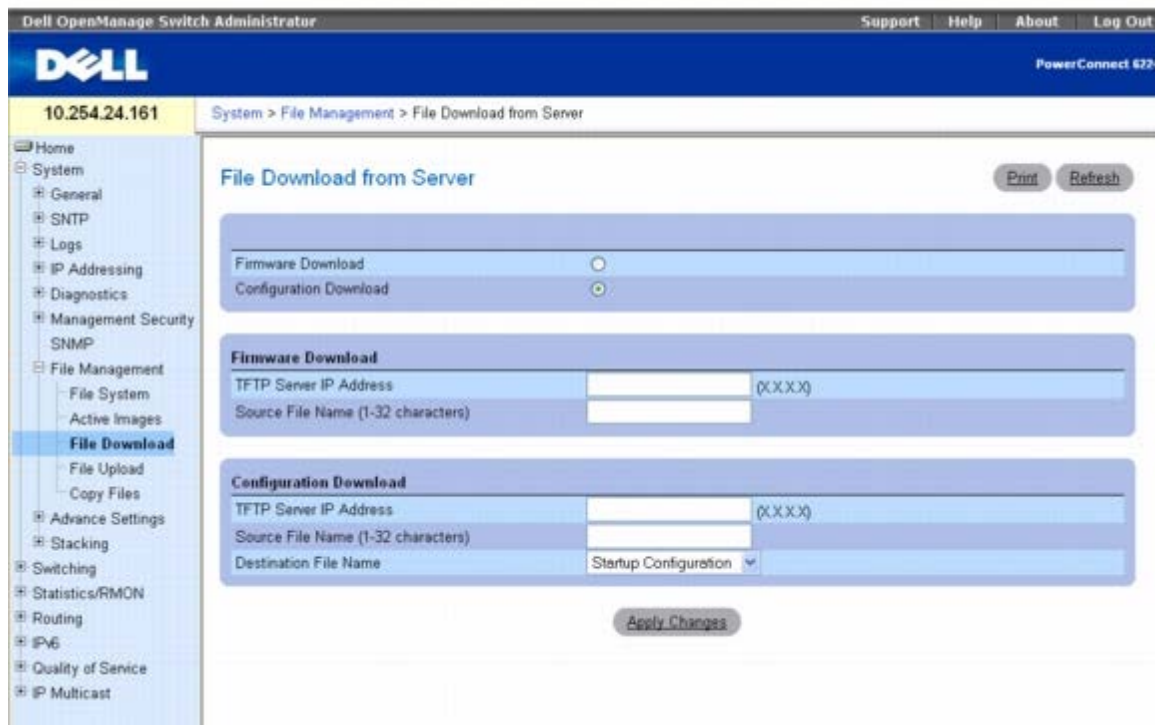 Dell OpenManage Switch Administrator
Support Help About Log Out
DELL
PowerConnect 622
10.254.24.161
System > File Management > File Download from Server
Home
System
General
SNTP
Logs
IP Addressing
Diagnostics
Management Security
SNMP
File Management
File System
Active Images
File Download
File Upload
Copy Files
Advance Settings
Stacking
Switching
Statistics/RMON
Routing
IPv6
Quality of Service
IP Multicast
File Download from Server
Print Refresh
Firmware Download
Configuration Download
Firmware Download
TFTP Server IP Address (X.X.X.X)
Source File Name (1-32 characters)
Configuration Download
TFTP Server IP Address (X.X.X.X)
Source File Name (1-32 characters)
Destination File Name Startup Configuration
Apply Changes